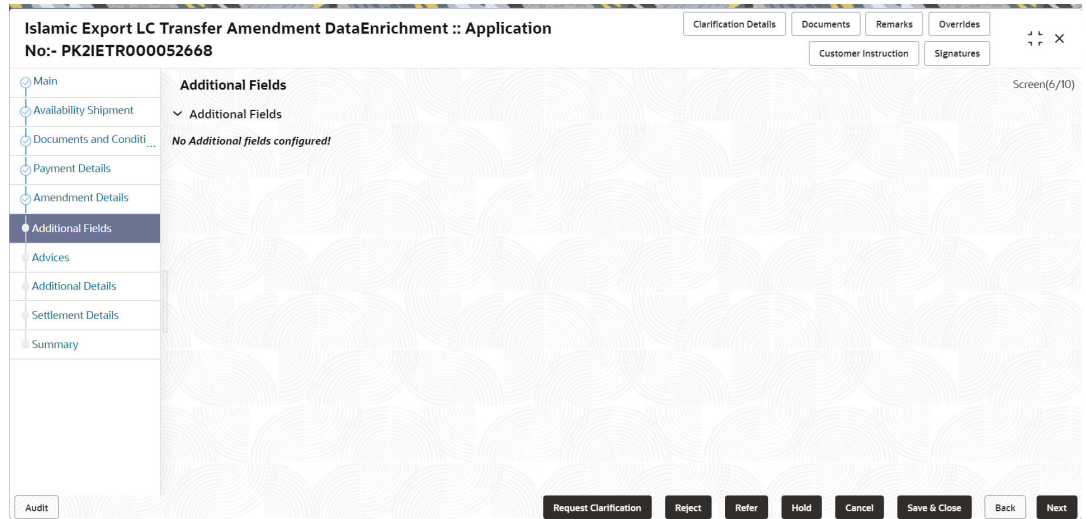 Islamic Export LC Transfer Amendment DataEnrichment :: Application
No:- PK2IETR000052668
Clarification Details
Documents
Remarks
Overrides
Customer Instruction
Signatures
Main
Availability Shipment
Documents and Conditi...
Payment Details
Amendment Details
Additional Fields
Advices
Additional Details
Settlement Details
Summary
Additional Fields
Screen(6/10)
Additional Fields
No Additional fields configured!
Audit
Request Clarification
Reject
Refer
Hold
Cancel
Save & Close
Back
Next